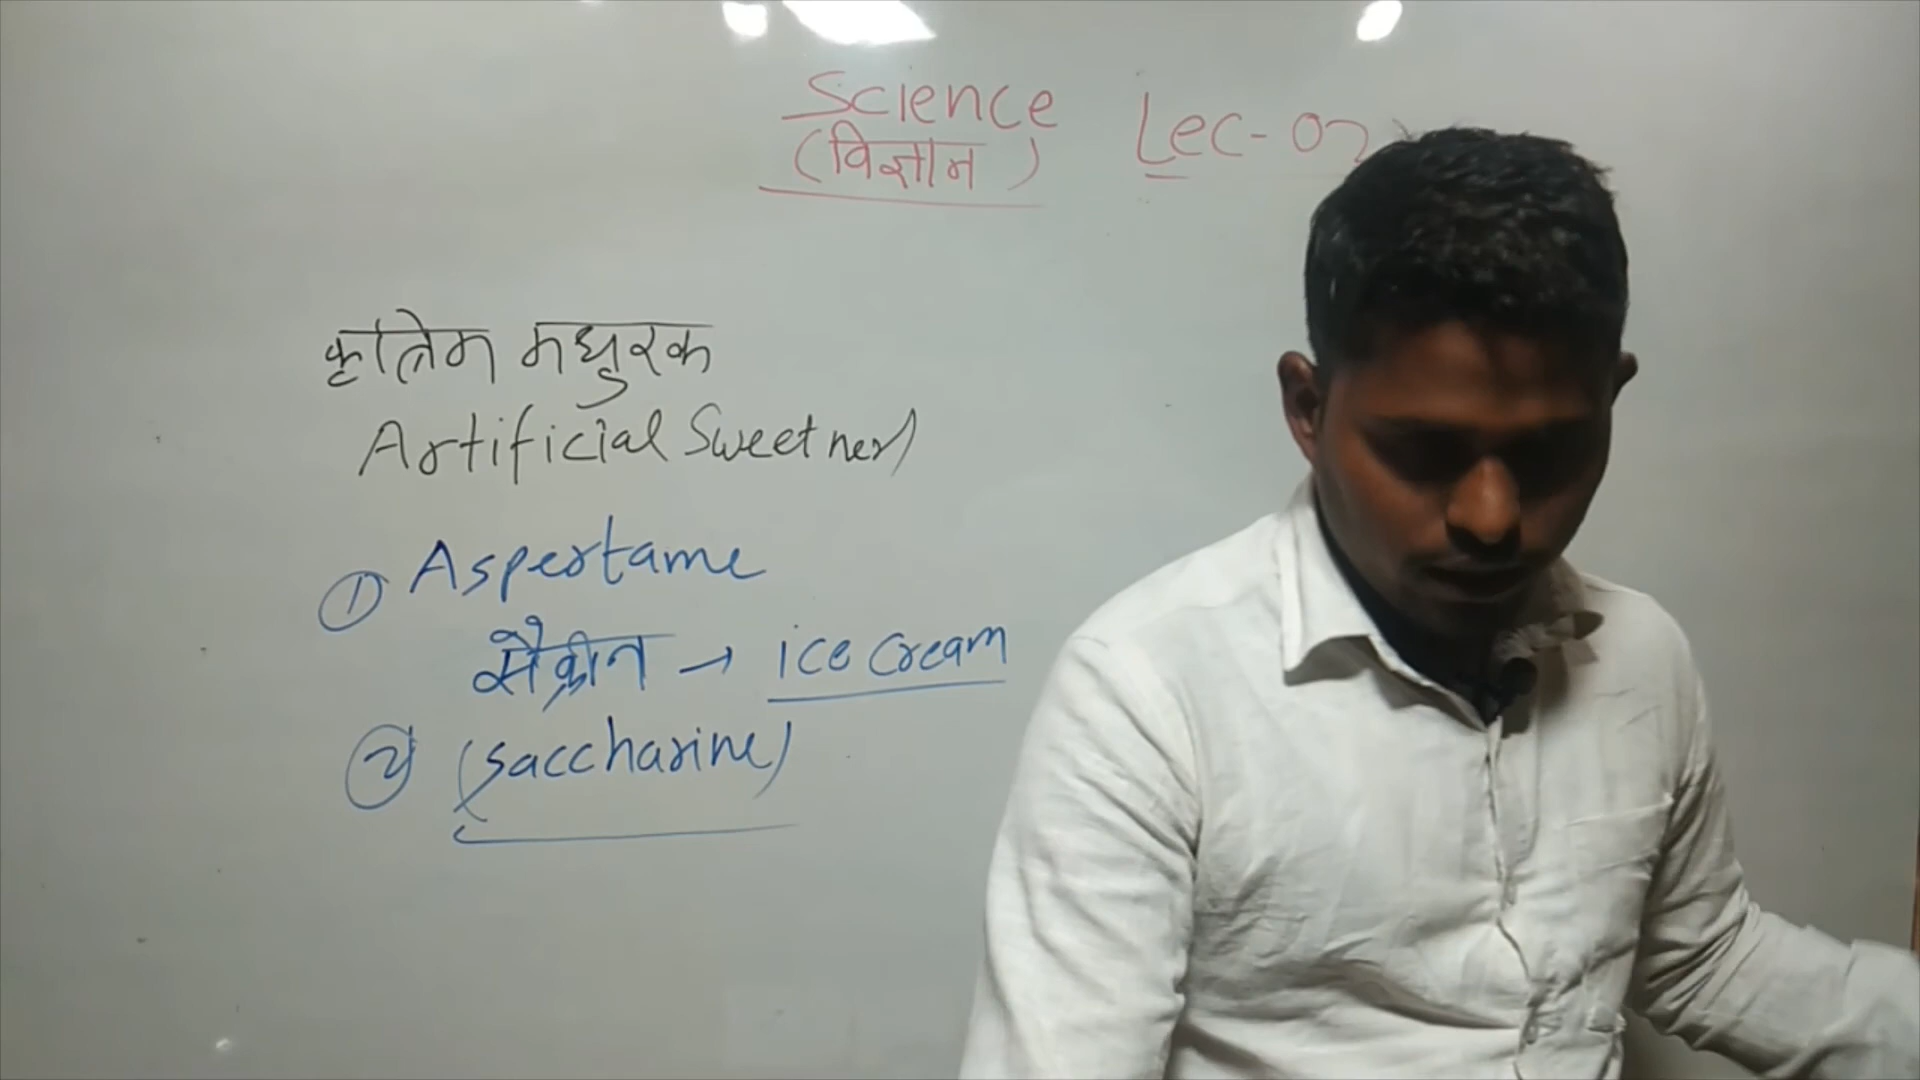 Science Lec-02
(विज्ञान)
कृत्रिम मधुरक
Artificial Sweetner
① Aspertame
सैक्रीन → ice cream
② (saccharine)